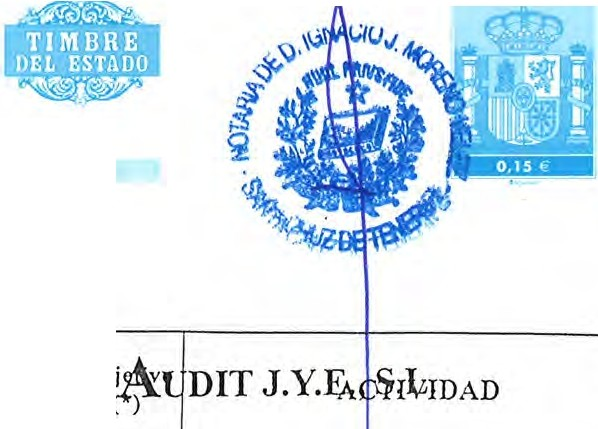 TIMBRE
DEL ESTADO
NOTARIA DE D. IGNACIO J. MORENO
SANTA CRUZ DE TENERIFE
0,15 €
AUDIT J.Y.E., S.L.
ACTIVIDAD
(*)